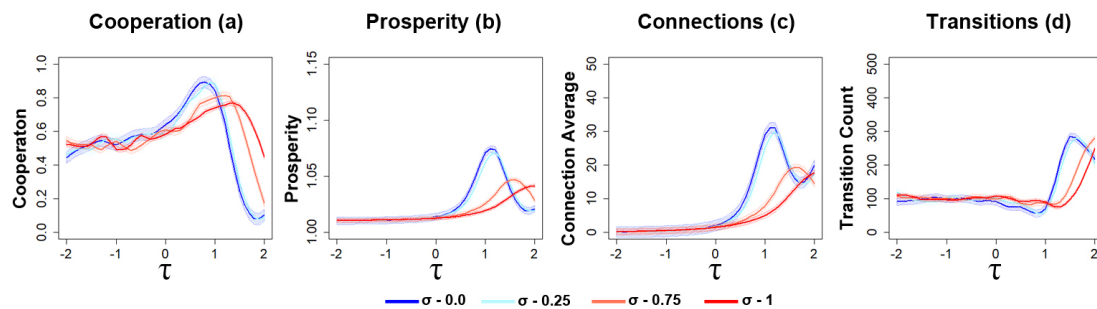 Cooperation (a)
Prosperity (b)
Connections (c)
Transitions (d)
Cooperaton
0.0 0.2 0.4 0.6 0.8 1.0
-2 -1 0 1 2
τ
Prosperity
1.00 1.05 1.10 1.15
-2 -1 0 1 2
τ
Connection Average
0 10 20 30 40 50
-2 -1 0 1 2
τ
Transition Count
0 100 200 300 400 500
-2 -1 0 1 2
τ
σ - 0.0 σ - 0.25 σ - 0.75 σ - 1